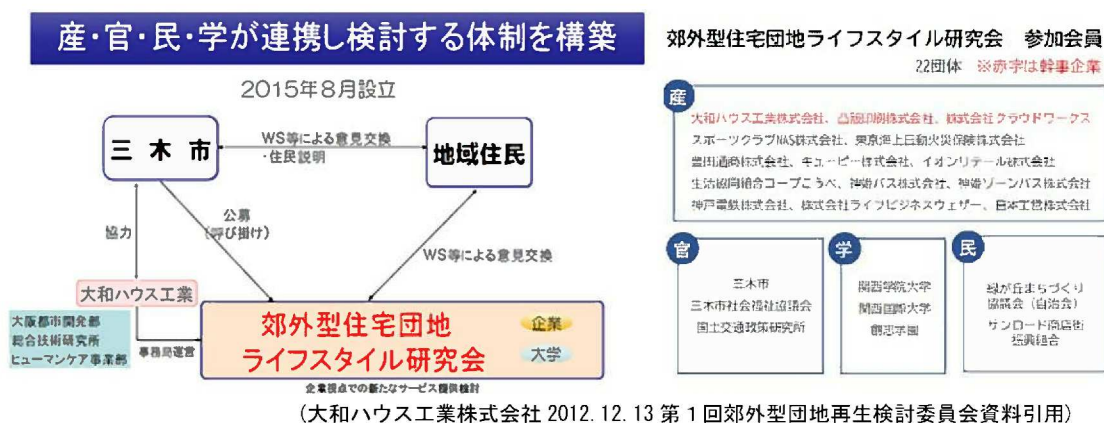 産・官・民・学が連携し検討する体制を構築
2015年8月設立
三木市
WS等による意見交換
・住民説明
地域住民
公募
(呼び掛け)
協力
WS等による意見交換
大和ハウス工業
大阪都市開発部
総合技術研究所
ヒューマンケア事業部
事務局運営
郊外型住宅団地
ライフスタイル研究会
企業
大学
企業視点での新たなサービス提供検討
郊外型住宅団地ライフスタイル研究会 参加会員
22団体 ※赤字は幹事企業
産
大和ハウス工業株式会社、凸版印刷株式会社、株式会社クラウドワークス
スポーツクラブNAS株式会社、東京海上日動火災保険株式会社
豊田通商株式会社、キューピー株式会社、イオンリテール株式会社
生活協同組合コープこうべ、神姫バス株式会社、神姫ゾーンバス株式会社
神戸電鉄株式会社、株式会社ライフビジネスウェザー、日本工営株式会社
官
三木市
三木市社会福祉協議会
国土交通政策研究所
学
関西学院大学
関西国際大学
創志学園
民
緑が丘まちづくり
協議会(自治会)
サンロード商店街
振興組合
(大和ハウス工業株式会社 2012.12.13 第1回郊外型団地再生検討委員会資料引用)